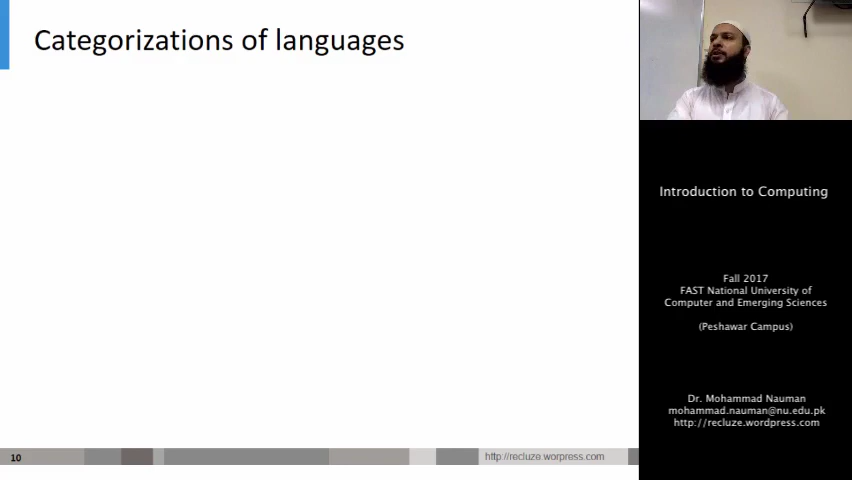 Categorizations of languages
Introduction to Computing
Fall 2017
FAST National University of
Computer and Emerging Sciences
(Peshawar Campus)
Dr. Mohammad Nauman
mohammad.nauman@nu.edu.pk
http://recluze.wordpress.com
10
http://recluze.worpress.com